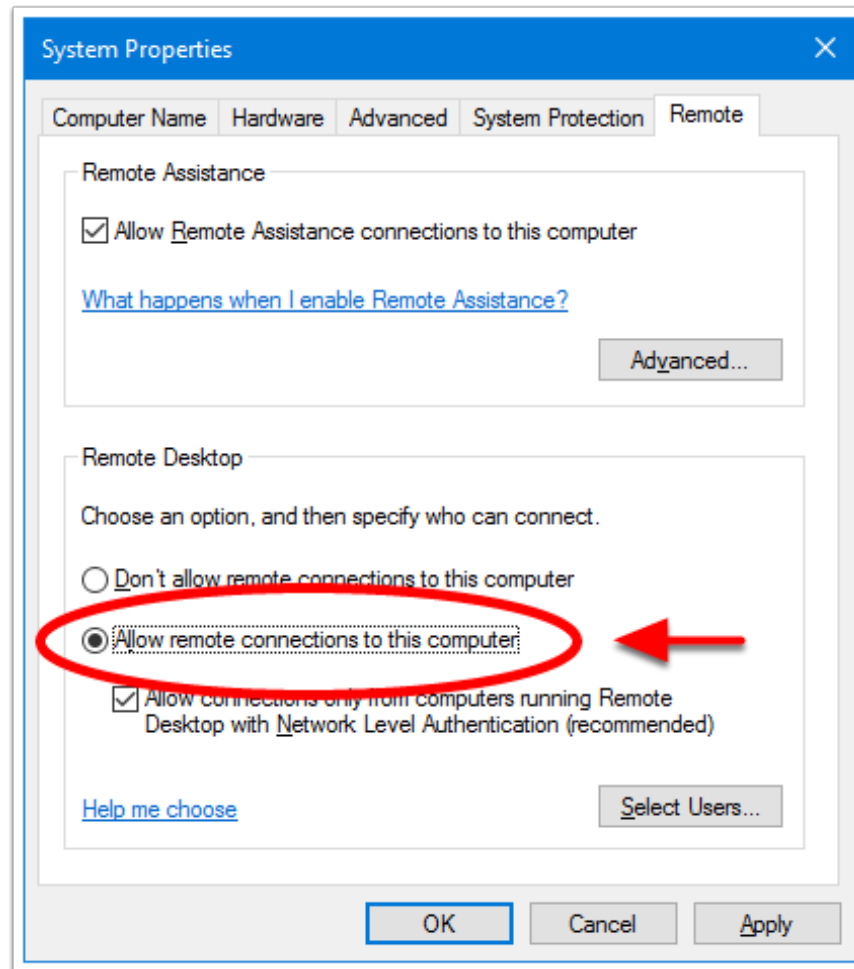 System Properties
Computer Name
Hardware
Advanced
System Protection
Remote
Remote Assistance
Allow Remote Assistance connections to this computer
What happens when I enable Remote Assistance?
Advanced...
Remote Desktop
Choose an option, and then specify who can connect.
Don't allow remote connections to this computer
Allow remote connections to this computer
Allow connections only from computers running Remote
Desktop with Network Level Authentication (recommended)
Help me choose
Select Users...
OK
Cancel
Apply